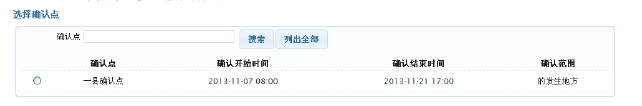 选择确认点
确认点 搜索 列出全部
确认点 确认开始时间 确认结束时间 确认范围
一县确认点 2013-11-07 08:00 2013-11-21 17:00 的发生地方